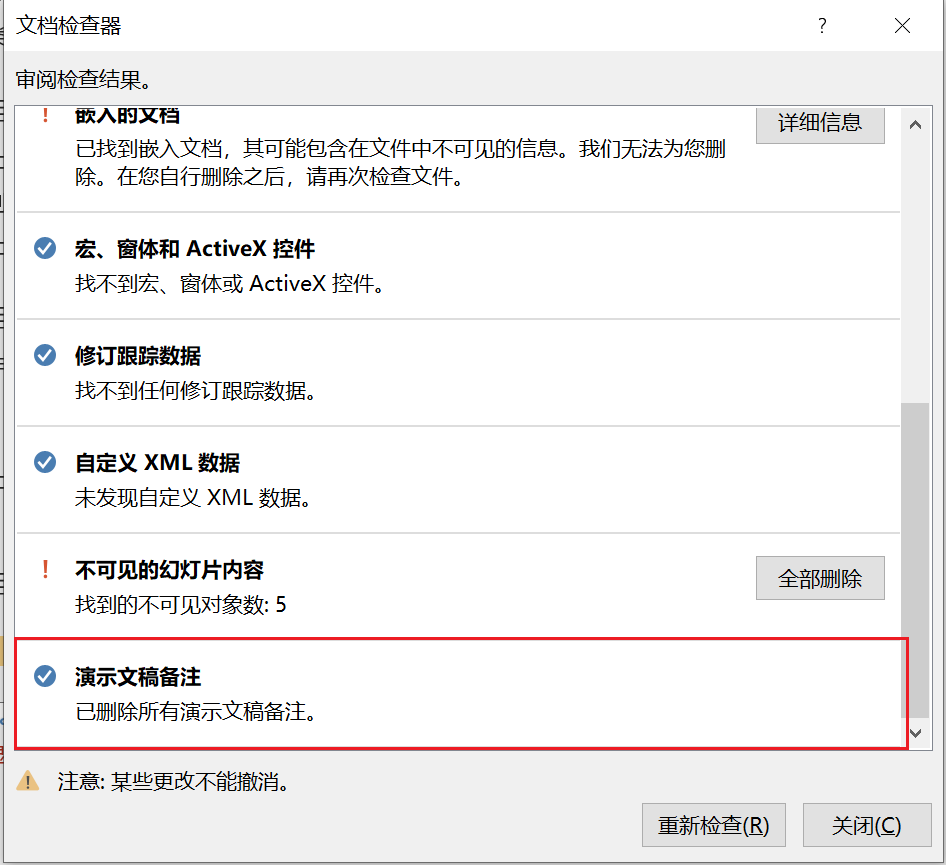 文档检查器
?
审阅检查结果。
! 嵌入的文档
详细信息
已找到嵌入文档，其可能包含在文件中不可见的信息。我们无法为您删
除。在您自行删除之后，请再次检查文件。
宏、窗体和 ActiveX 控件
找不到宏、窗体或 ActiveX 控件。
修订跟踪数据
找不到任何修订跟踪数据。
自定义 XML 数据
未发现自定义 XML 数据。
! 不可见的幻灯片内容
全部删除
找到的不可见对象数: 5
演示文稿备注
已删除所有演示文稿备注。
注意: 某些更改不能撤消。
重新检查(R)
关闭(C)